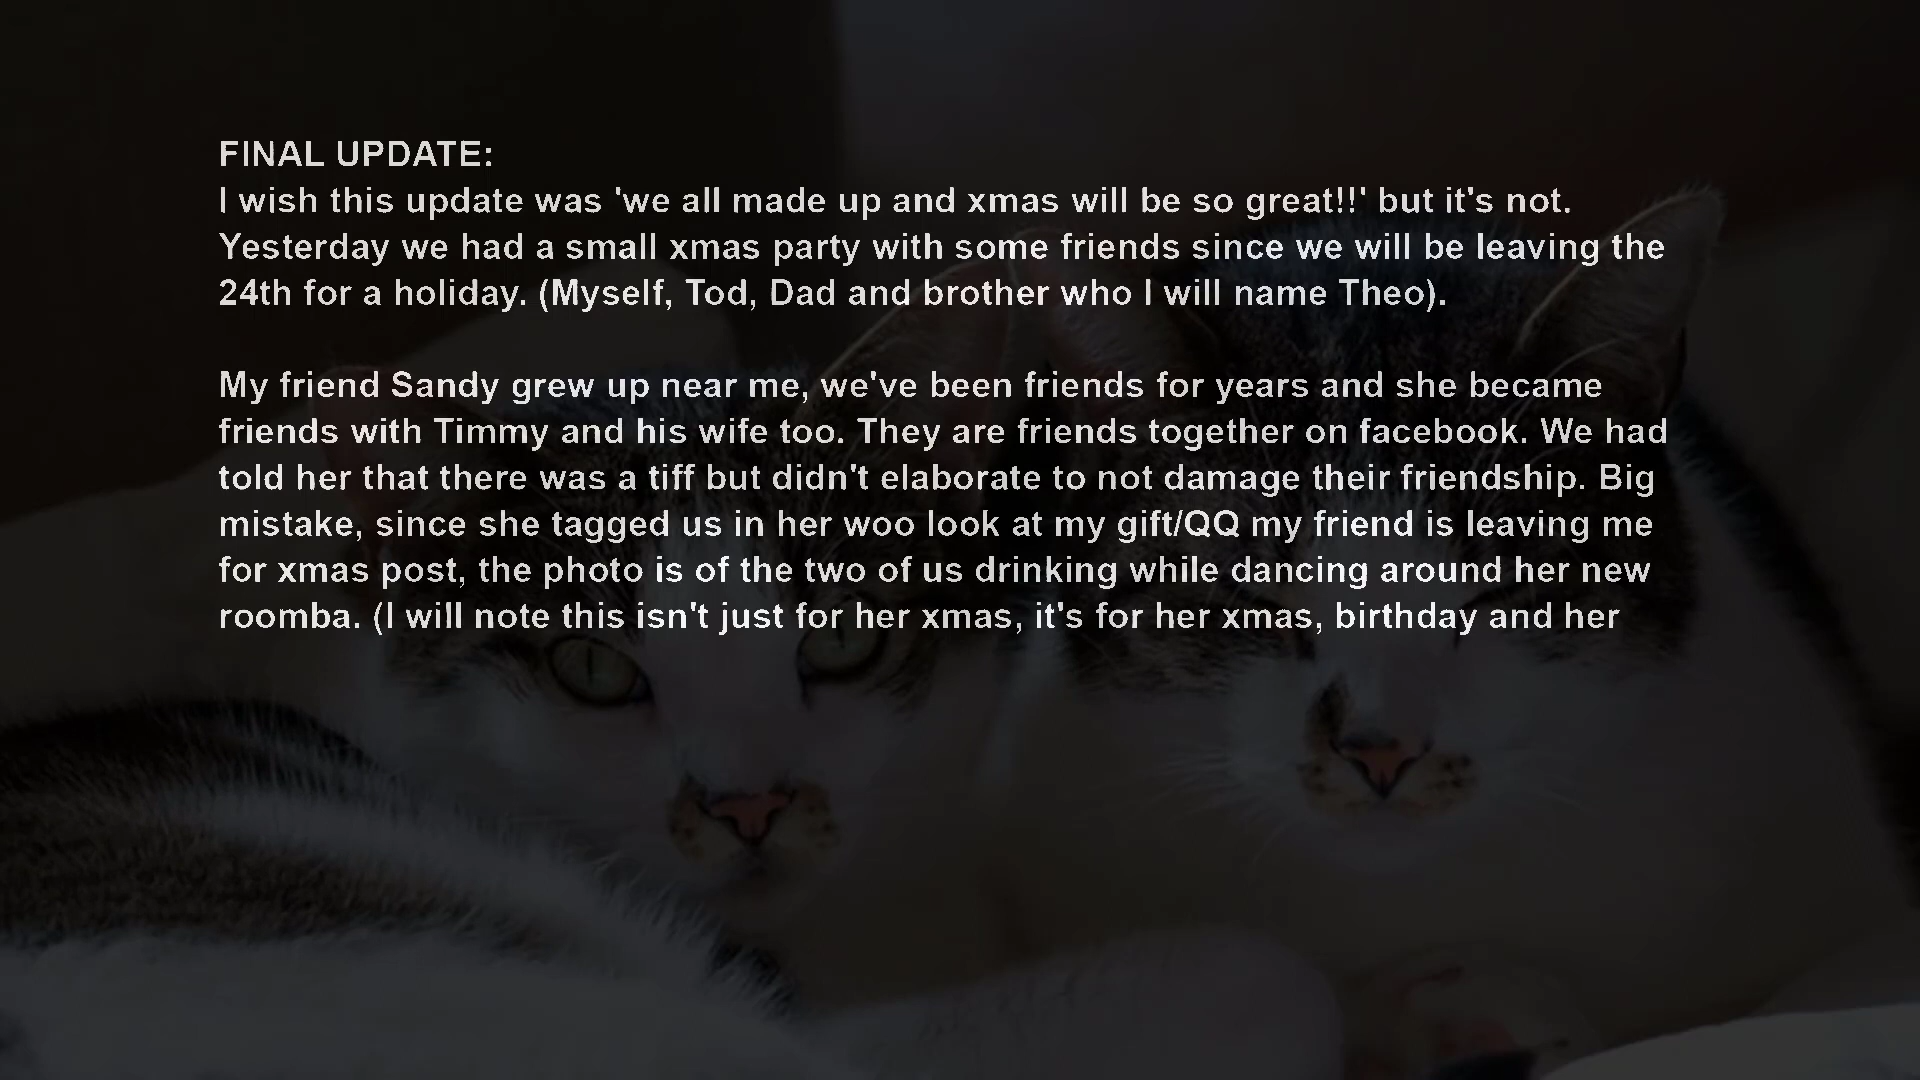 FINAL UPDATE:
I wish this update was 'we all made up and xmas will be so great!!' but it's not.
Yesterday we had a small xmas party with some friends since we will be leaving the
24th for a holiday. (Myself, Tod, Dad and brother who I will name Theo).
My friend Sandy grew up near me, we've been friends for years and she became
friends with Timmy and his wife too. They are friends together on facebook. We had
told her that there was a tiff but didn't elaborate to not damage their friendship. Big
mistake, since she tagged us in her woo look at my gift/QQ my friend is leaving me
for xmas post, the photo is of the two of us drinking while dancing around her new
roomba. (I will note this isn't just for her xmas, it's for her xmas, birthday and her